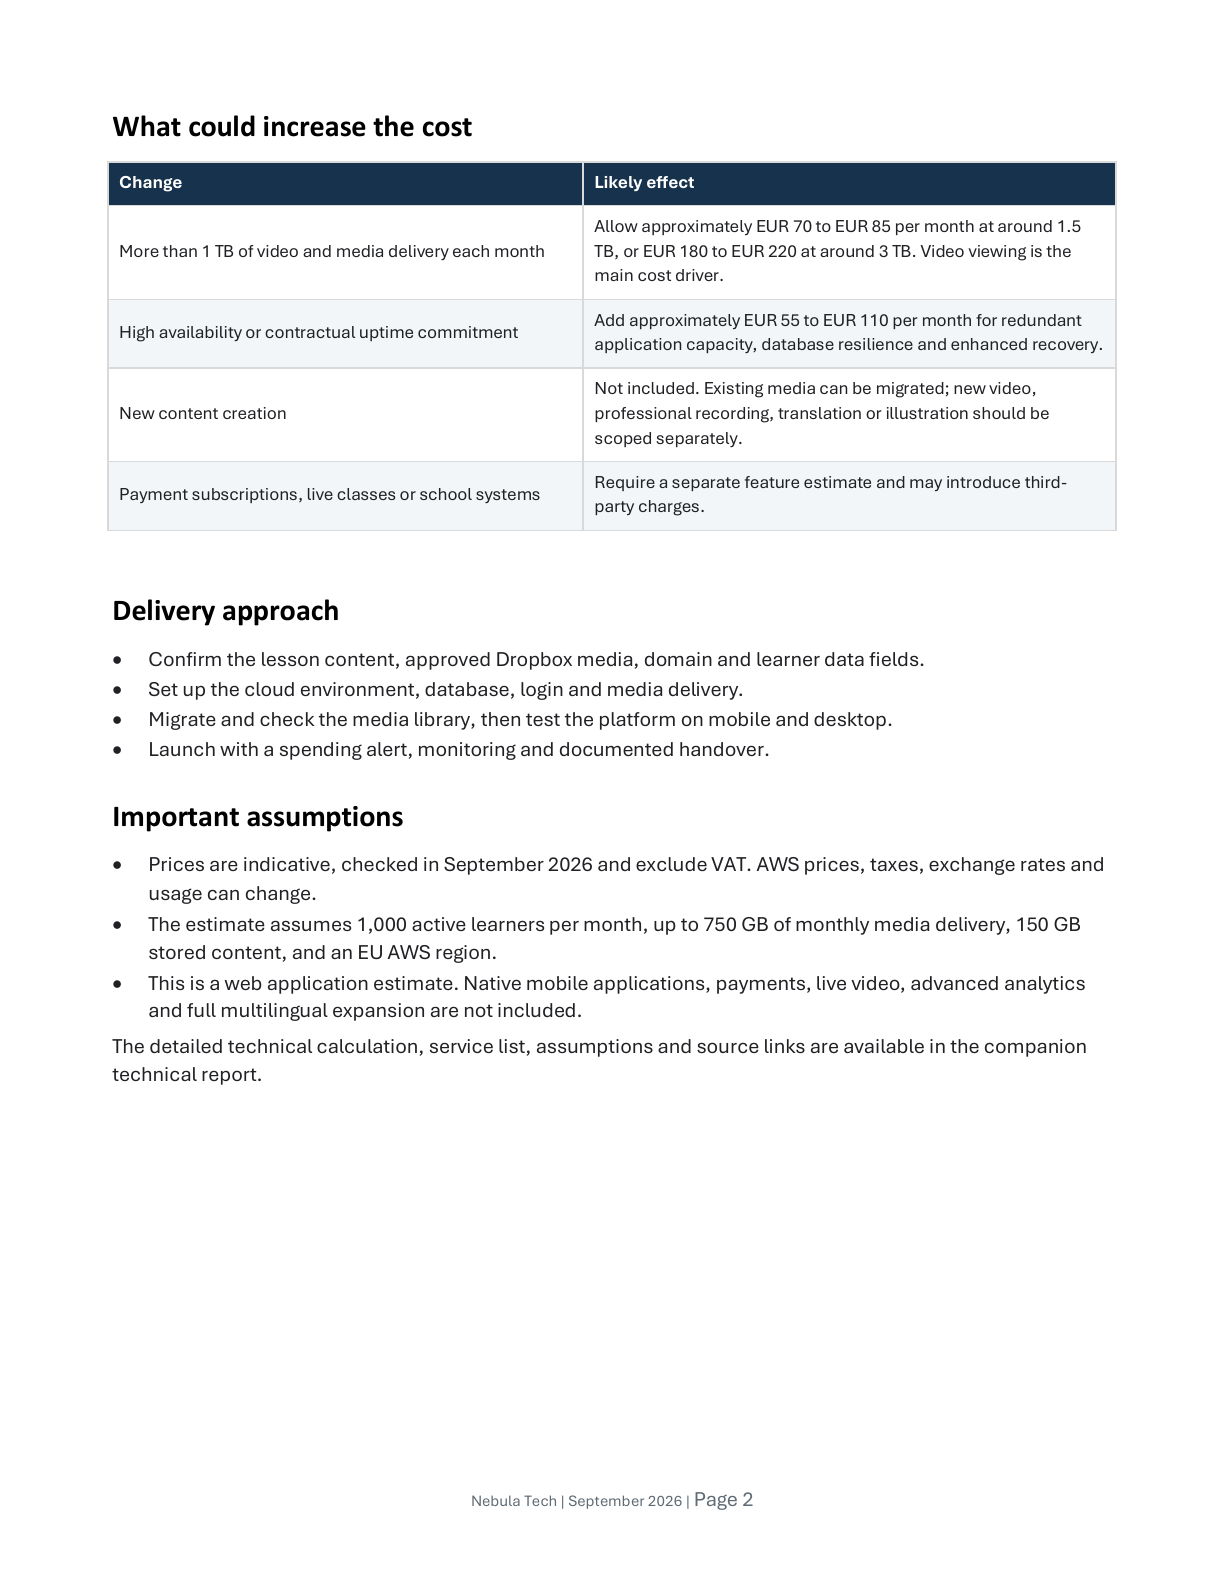 What could increase the cost
Change
Likely effect
More than 1 TB of video and media delivery each month
Allow approximately EUR 70 to EUR 85 per month at around 1.5
TB, or EUR 180 to EUR 220 at around 3 TB. Video viewing is the
main cost driver.
High availability or contractual uptime commitment
Add approximately EUR 55 to EUR 110 per month for redundant
application capacity, database resilience and enhanced recovery.
New content creation
Not included. Existing media can be migrated; new video,
professional recording, translation or illustration should be
scoped separately.
Payment subscriptions, live classes or school systems
Require a separate feature estimate and may introduce third-
party charges.
Delivery approach
• Confirm the lesson content, approved Dropbox media, domain and learner data fields.
• Set up the cloud environment, database, login and media delivery.
• Migrate and check the media library, then test the platform on mobile and desktop.
• Launch with a spending alert, monitoring and documented handover.
Important assumptions
• Prices are indicative, checked in September 2026 and exclude VAT. AWS prices, taxes, exchange rates and
usage can change.
• The estimate assumes 1,000 active learners per month, up to 750 GB of monthly media delivery, 150 GB
stored content, and an EU AWS region.
• This is a web application estimate. Native mobile applications, payments, live video, advanced analytics
and full multilingual expansion are not included.
The detailed technical calculation, service list, assumptions and source links are available in the companion
technical report.
Nebula Tech | September 2026 | Page 2